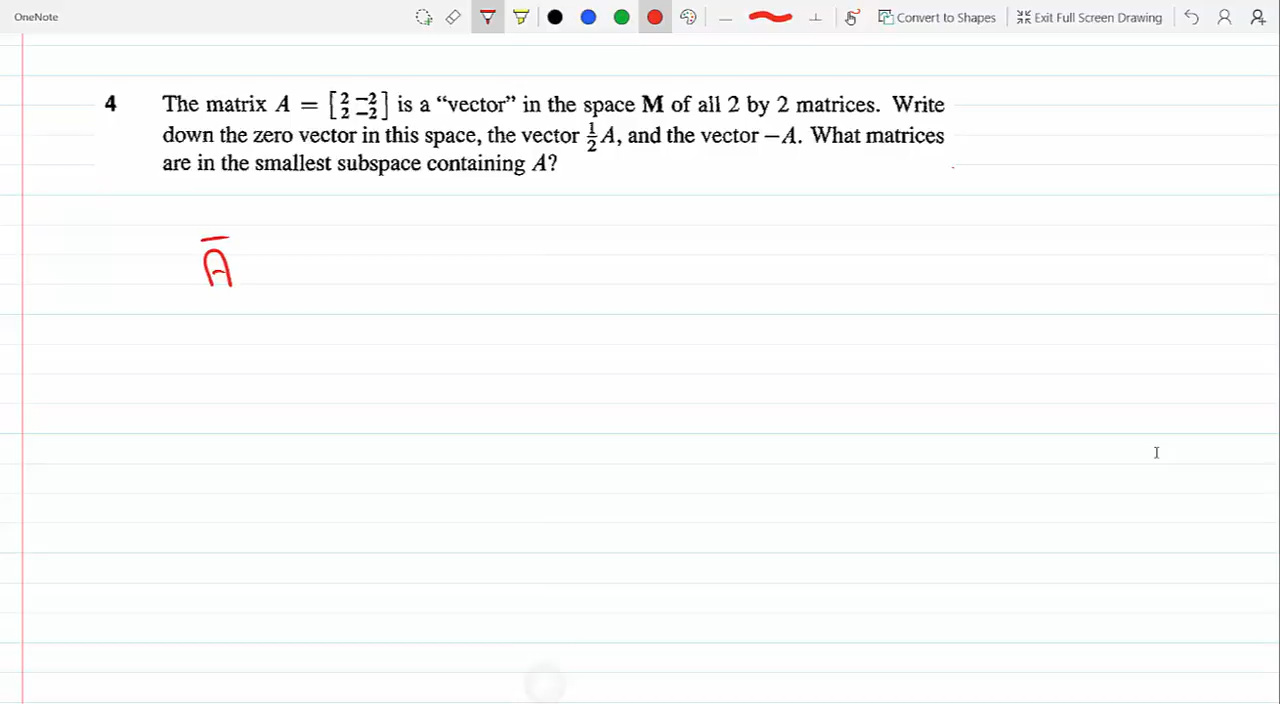 OneNote
Convert to Shapes
Exit Full Screen Drawing
4 The matrix A = [2 −2 2 −2] is a “vector” in the space M of all 2 by 2 matrices. Write
down the zero vector in this space, the vector ½A, and the vector −A. What matrices
are in the smallest subspace containing A?
A̅